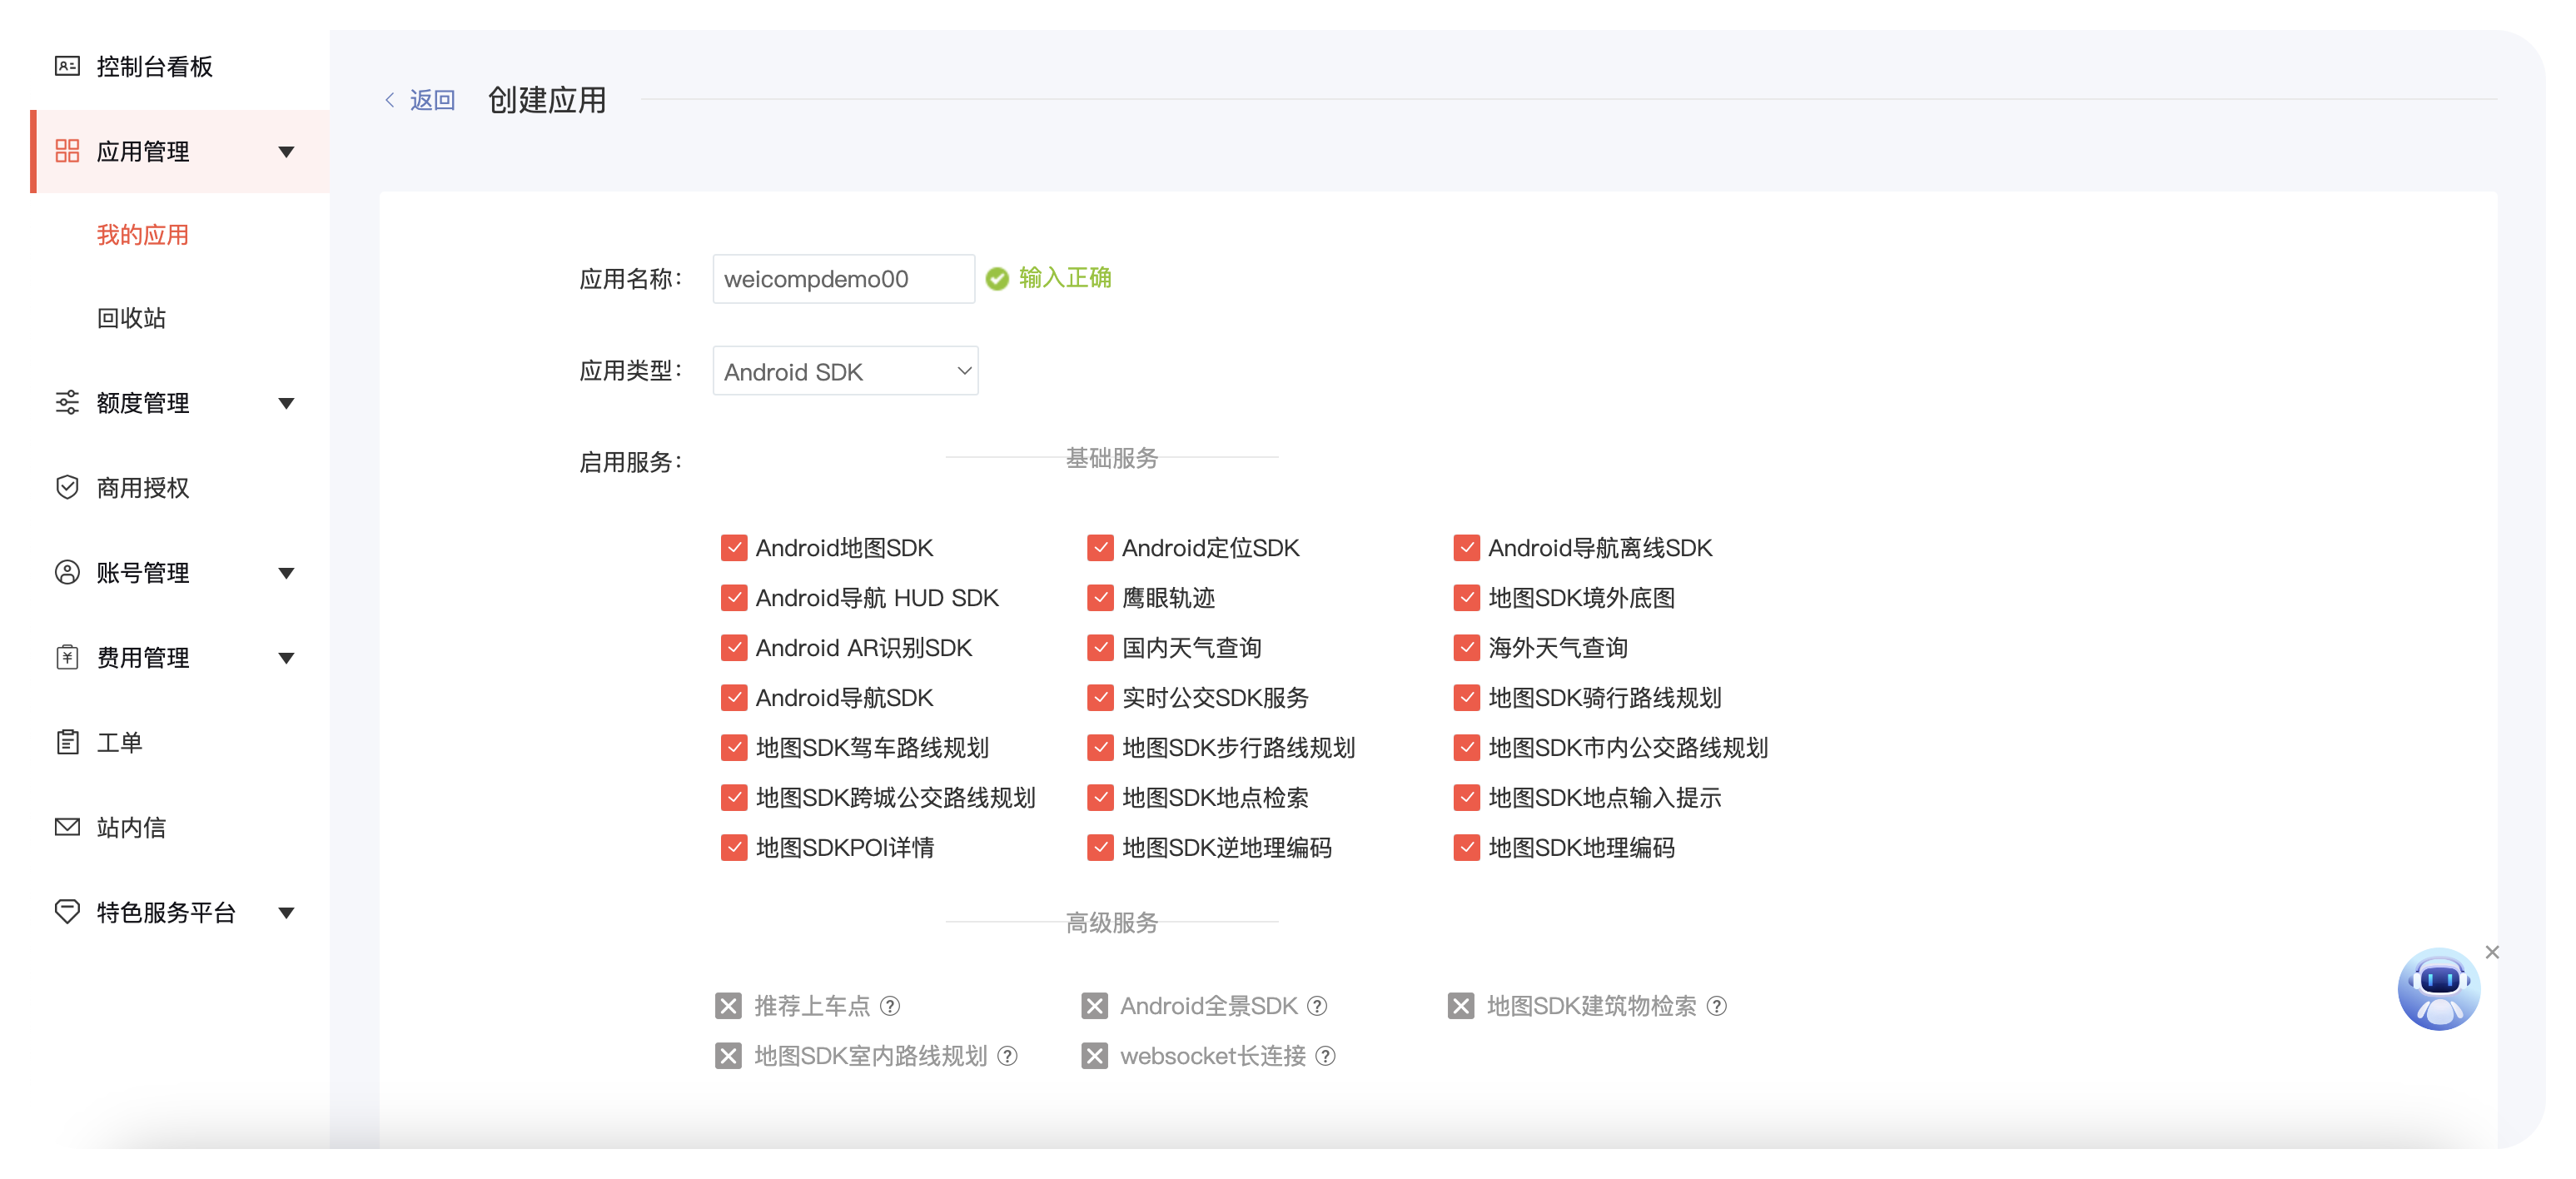 控制台看板
应用管理
我的应用
回收站
额度管理
商用授权
账号管理
费用管理
工单
站内信
特色服务平台
返回 创建应用
应用名称： weicompdemo00 输入正确
应用类型： Android SDK
启用服务： 基础服务
Android地图SDK Android定位SDK Android导航离线SDK
Android导航 HUD SDK 鹰眼轨迹 地图SDK境外底图
Android AR识别SDK 国内天气查询 海外天气查询
Android导航SDK 实时公交SDK服务 地图SDK骑行路线规划
地图SDK驾车路线规划 地图SDK步行路线规划 地图SDK市内公交路线规划
地图SDK跨城公交路线规划 地图SDK地点检索 地图SDK地点输入提示
地图SDKPOI详情 地图SDK逆地理编码 地图SDK地理编码
高级服务
推荐上车点 Android全景SDK 地图SDK建筑物检索
地图SDK室内路线规划 websocket长连接